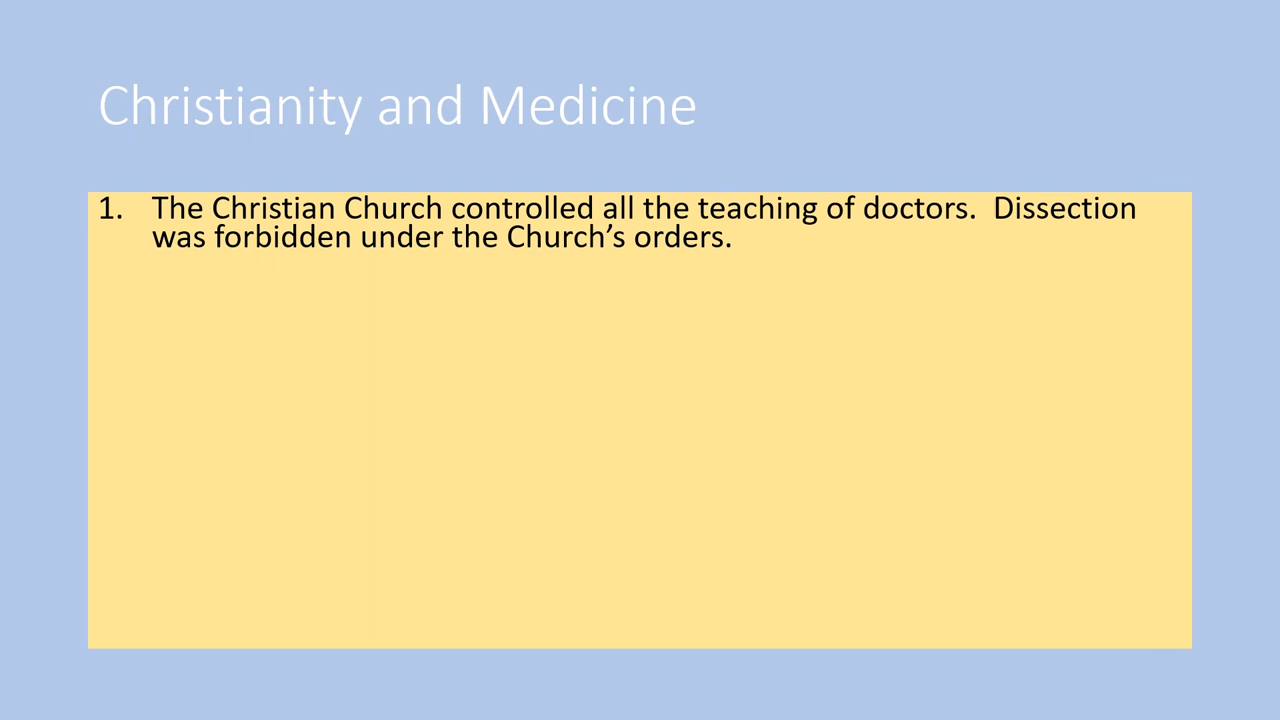 Christianity and Medicine
1. The Christian Church controlled all the teaching of doctors.  Dissection
was forbidden under the Church’s orders.